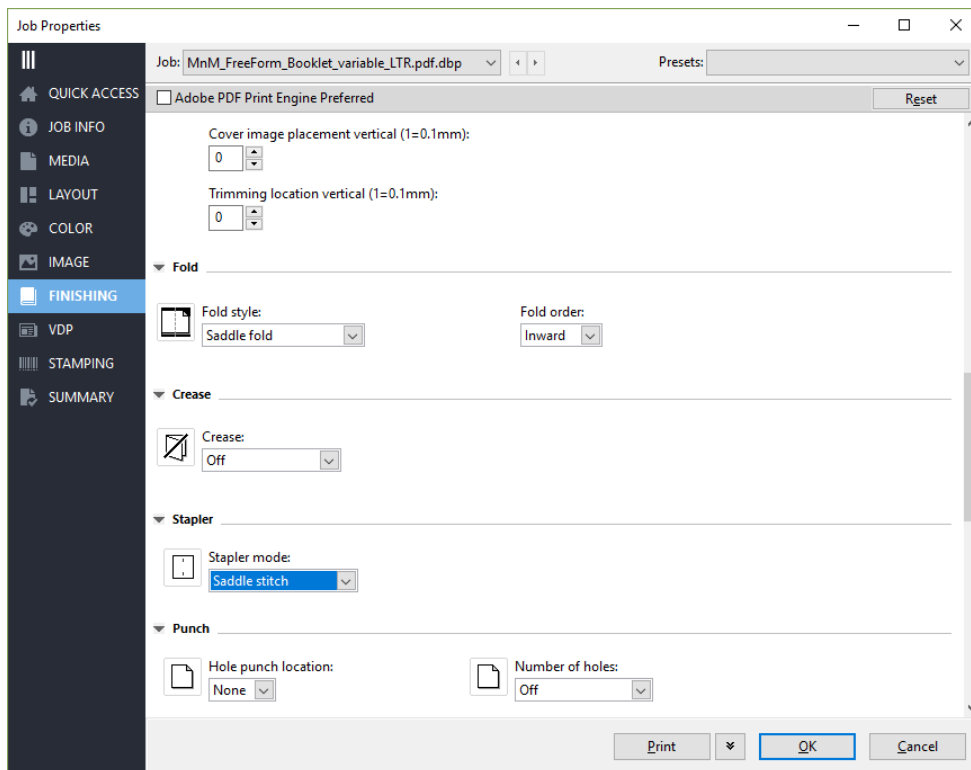 Job Properties
QUICK ACCESS
JOB INFO
MEDIA
LAYOUT
COLOR
IMAGE
FINISHING
VDP
STAMPING
SUMMARY
Job: MnM_FreeForm_Booklet_variable_LTR.pdf.dbp Presets:
Adobe PDF Print Engine Preferred Reset
Cover image placement vertical (1=0.1mm):
0
Trimming location vertical (1=0.1mm):
0
Fold
Fold style: Fold order:
Saddle fold Inward
Crease
Crease:
Off
Stapler
Stapler mode:
Saddle stitch
Punch
Hole punch location: Number of holes:
None Off
Print OK Cancel